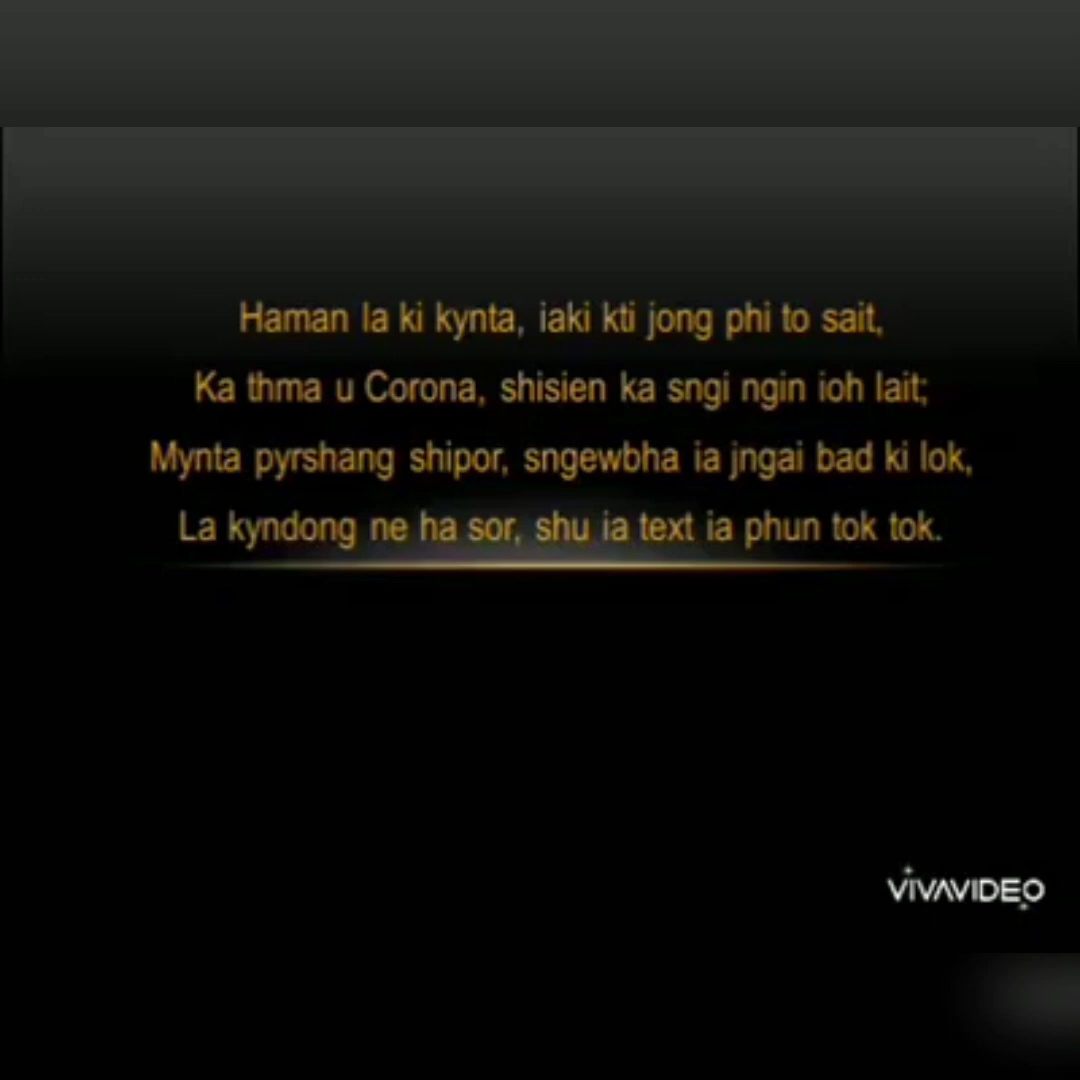 Haman la ki kynta, iaki kti jong phi to sait,
Ka thma u Corona, shisien ka sngi ngin ioh lait;
Mynta pyrshang shipor, sngewbha ia jngai bad ki lok,
La kyndong ne ha sor, shu ia text ia phun tok tok.
VIVAVIDEO